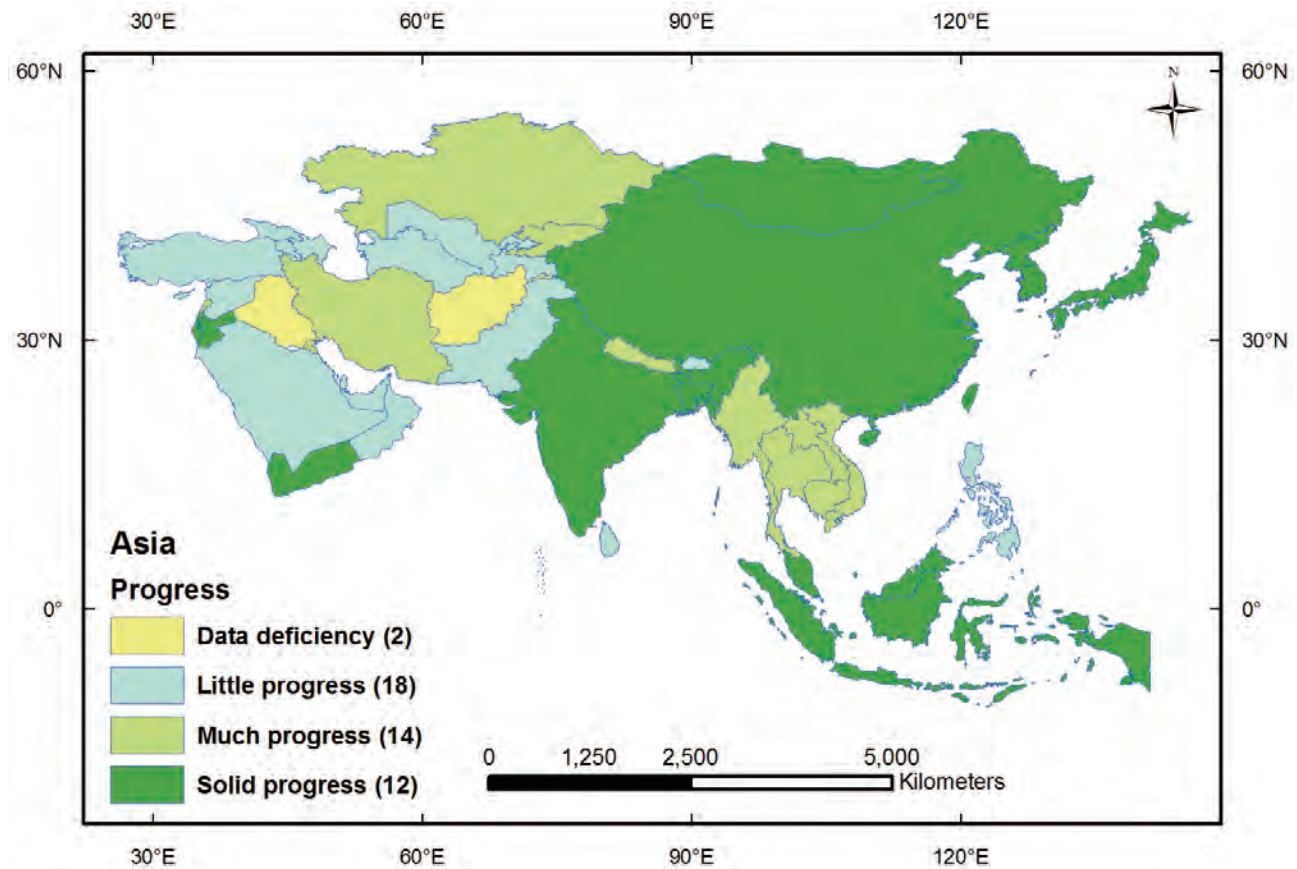 30°E 60°E 90°E 120°E
60°N 60°N
N
30°N 30°N
0° 0°
Asia
Progress
Data deficiency (2)
Little progress (18)
Much progress (14)
Solid progress (12)
0 1,250 2,500 5,000
Kilometers
30°E 60°E 90°E 120°E